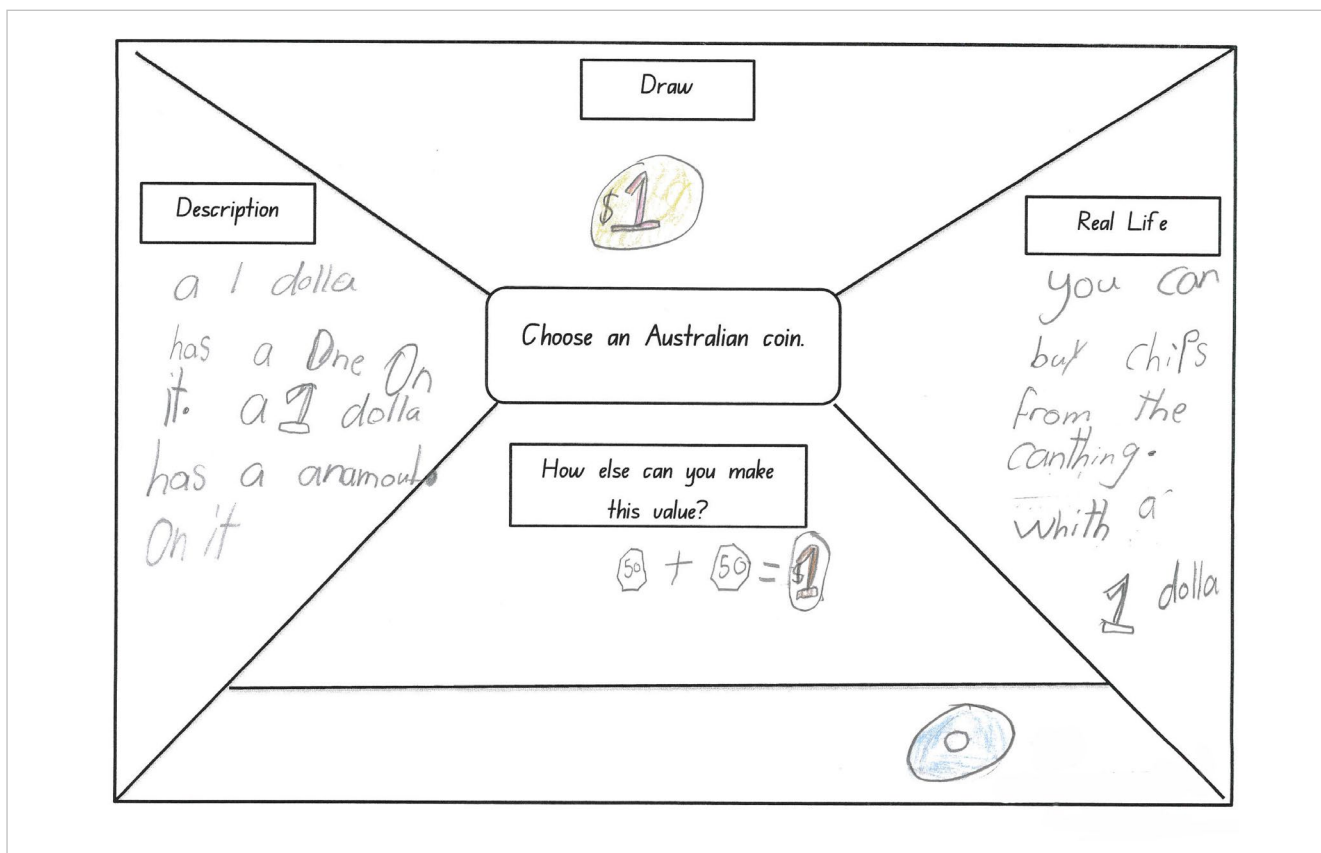 Draw
$1
Description
a 1 dolla
has a One On
it. a 1 dolla
has a anamout.
On it
Choose an Australian coin.
Real Life
you can
buy chips
from the
canthing.
whith a
1 dolla
How else can you make
this value?
50 + 50 = $1